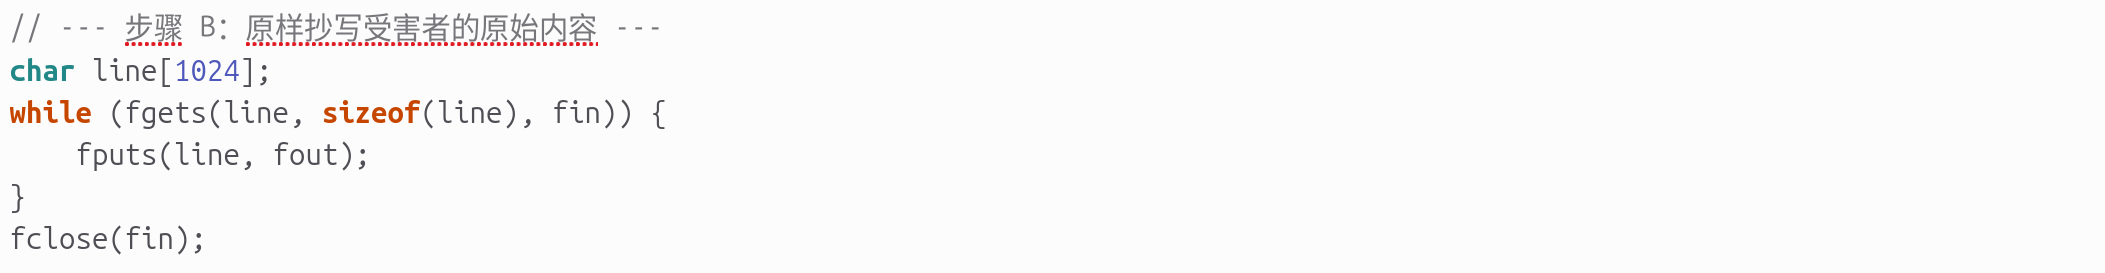 // --- 步骤 B：原样抄写受害者的原始内容 ---
char line[1024];
while (fgets(line, sizeof(line), fin)) {
    fputs(line, fout);
}
fclose(fin);